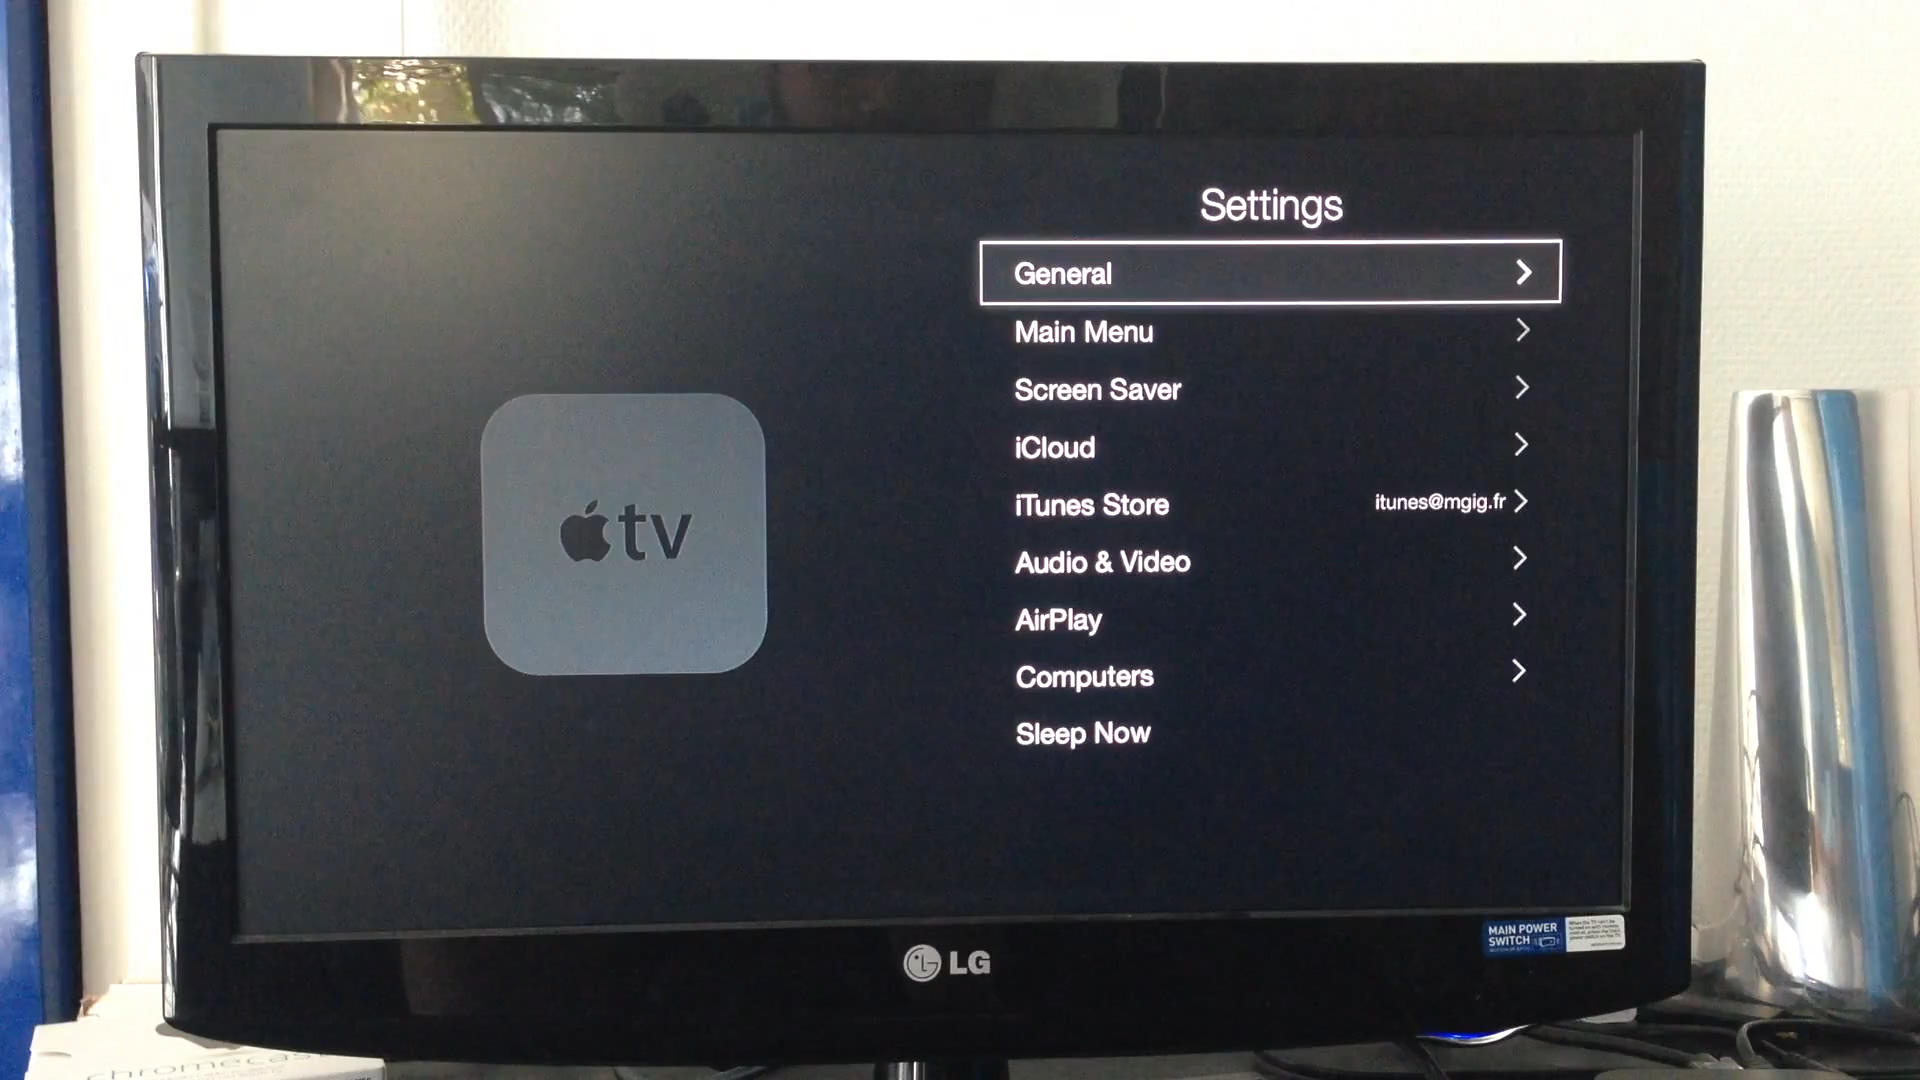 Settings
General
Main Menu
Screen Saver
iCloud
iTunes Store itunes@mgig.fr
Audio & Video
AirPlay
Computers
Sleep Now
tv
MAIN POWER
SWITCH
LG
chromecas